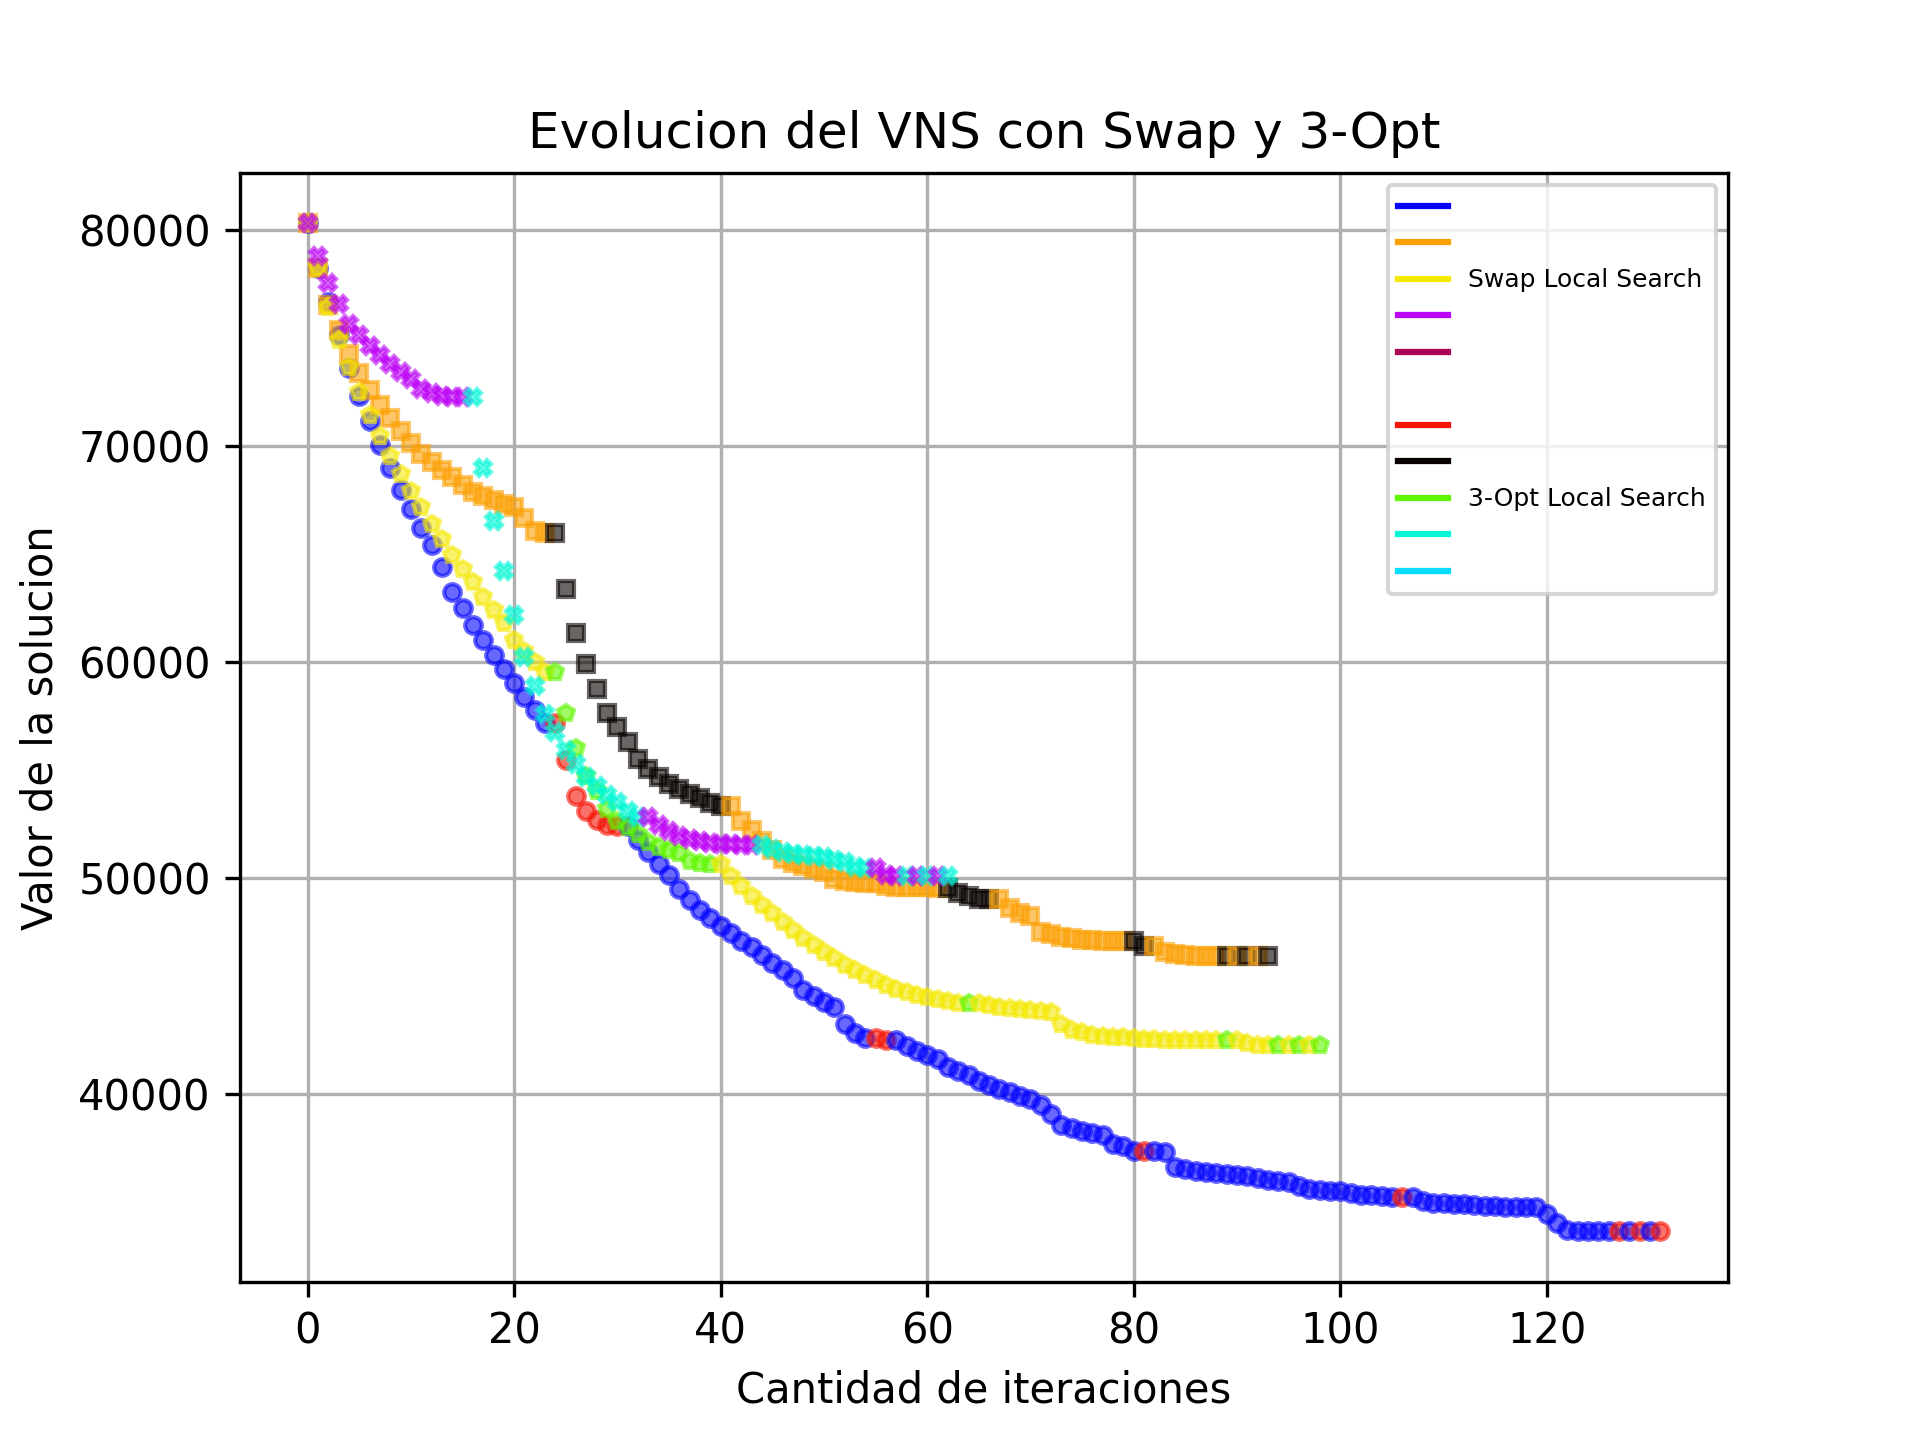 Evolucion del VNS con Swap y 3-Opt
Valor de la solucion
80000
70000
60000
50000
40000
Swap Local Search
3-Opt Local Search
0 20 40 60 80 100 120
Cantidad de iteraciones